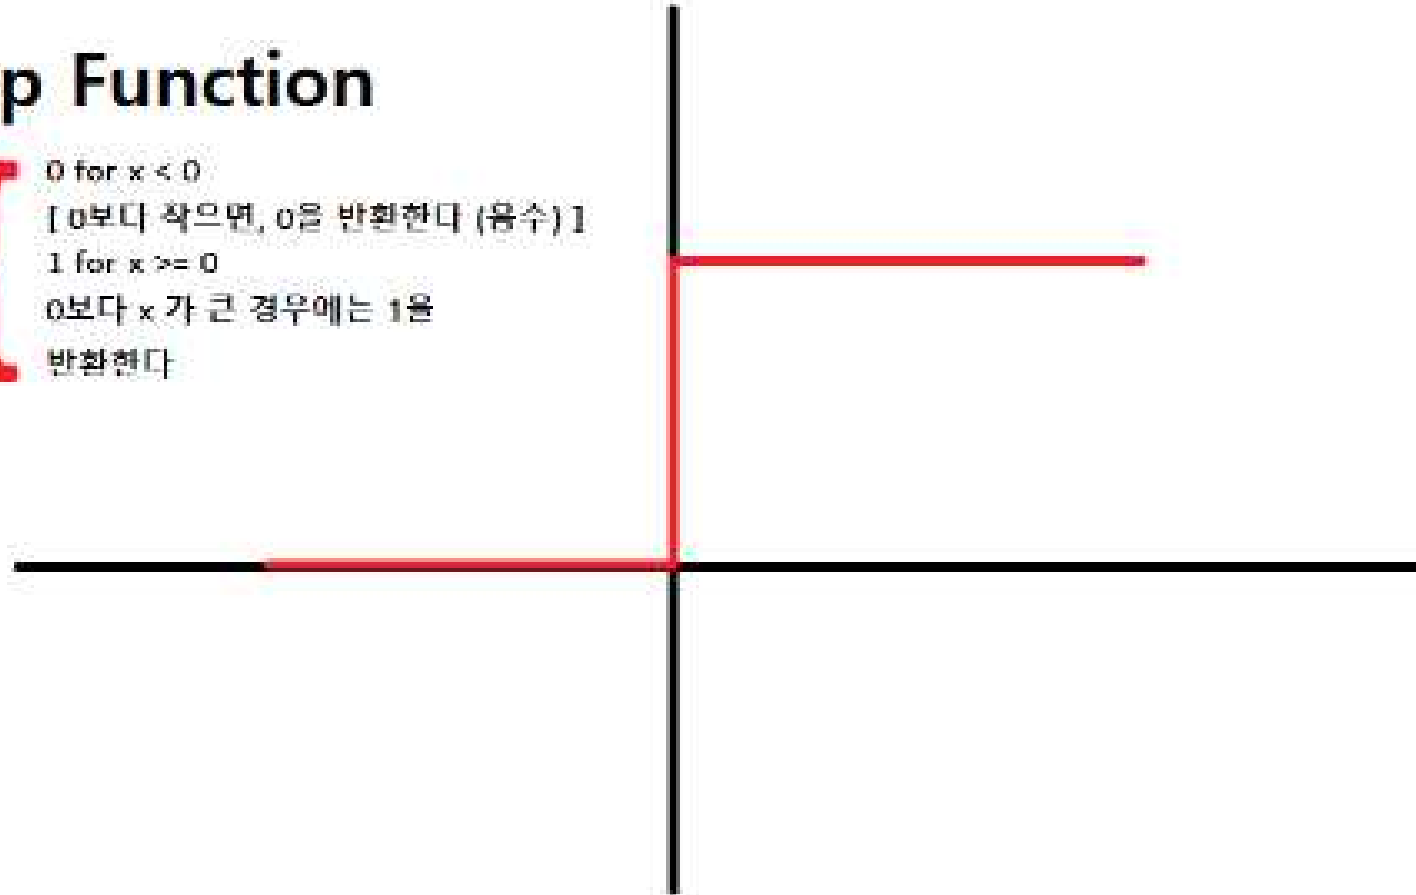 p Function
0 for x < 0
[ 0보다 작으면, 0을 반환한다 (음수) ]
1 for x >= 0
0보다 x 가 큰 경우에는 1을
반환한다